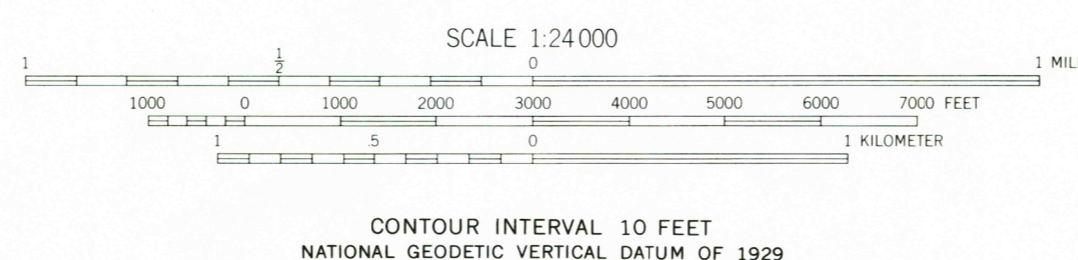 SCALE 1:24 000
1 1/2 0 1
1000 0 1000 2000 3000 4000 5000 6000 7000 FEET
1 .5 0 1 KILOMETER
CONTOUR INTERVAL 10 FEET
NATIONAL GEODETIC VERTICAL DATUM OF 1929